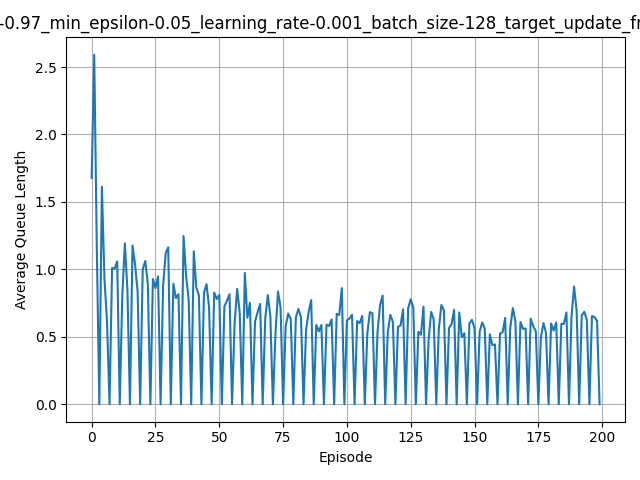 -0.97_min_epsilon-0.05_learning_rate-0.001_batch_size-128_target_update_fr
2.5
2.0
1.5
1.0
0.5
0.0
Average Queue Length
0 25 50 75 100 125 150 175 200
Episode